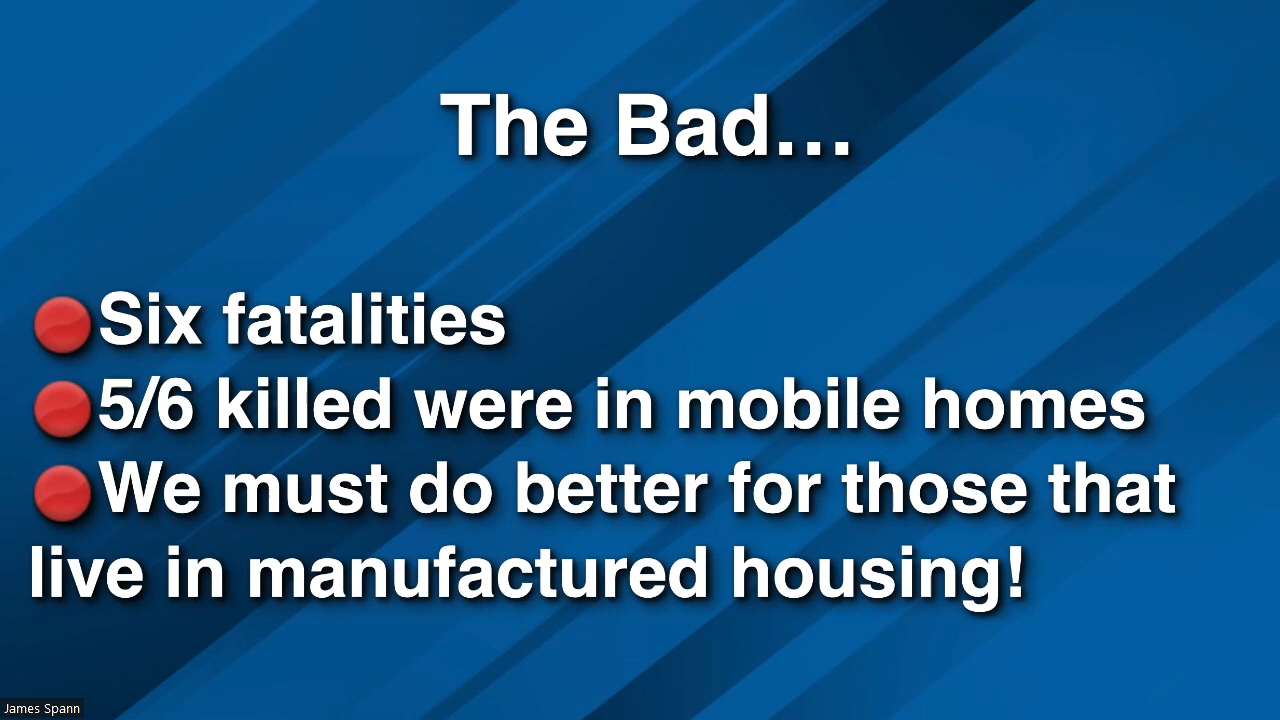 The Bad…
🔴Six fatalities
🔴5/6 killed were in mobile homes
🔴We must do better for those that
live in manufactured housing!
James Spann